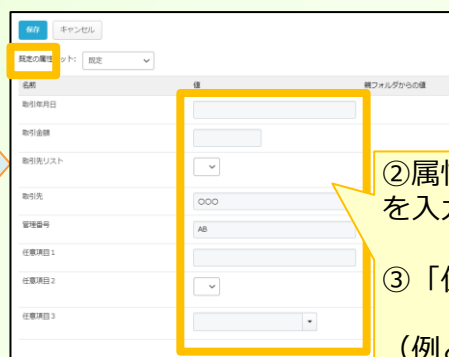 保存 キャンセル
既定の属性セット: 既定
名前 値 親フォルダからの値
取引年月日
取引金額
取引先リスト
取引先 ○○○
管理番号 AB
任意項目1
任意項目2
任意項目3
②属性
を入力
③「保
（例